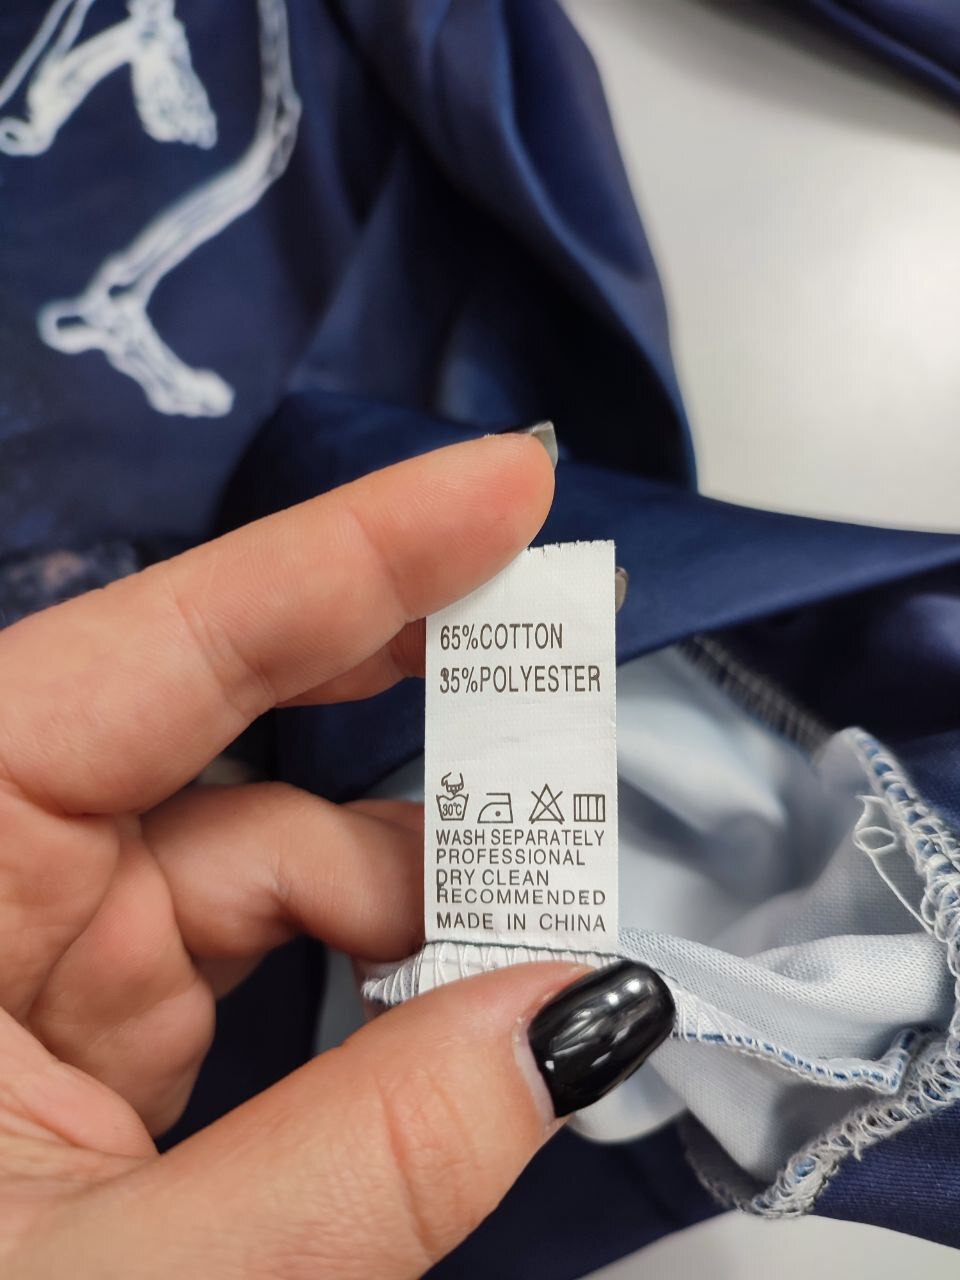 65%COTTON
35%POLYESTER
30℃
WASH SEPARATELY
PROFESSIONAL
DRY CLEAN
RECOMMENDED
MADE IN CHINA